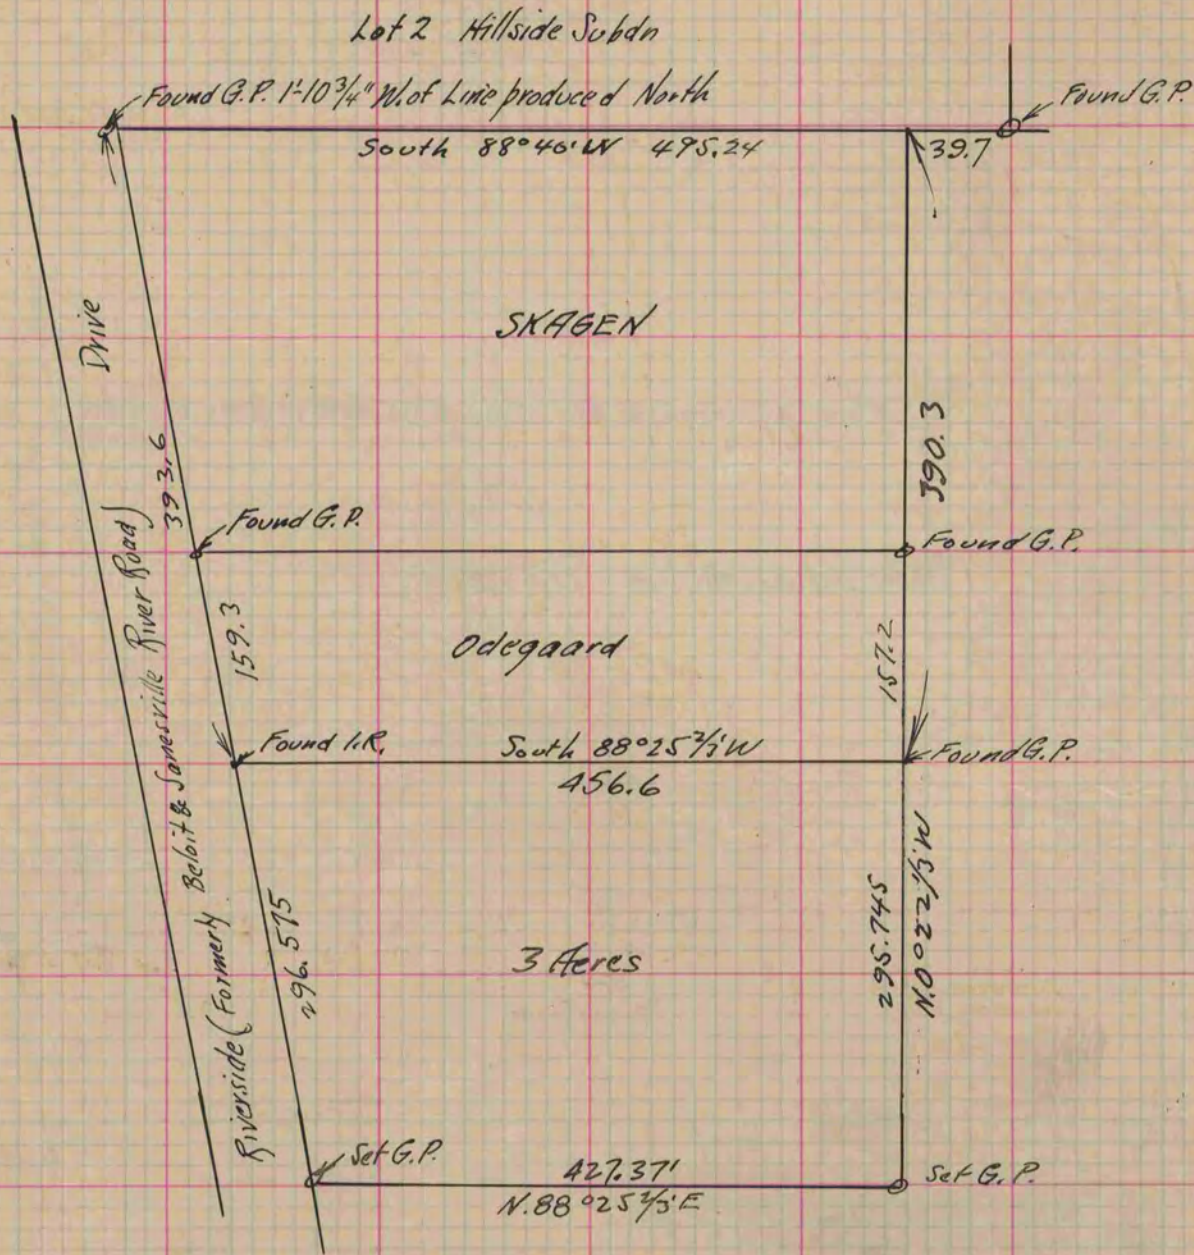 Lot 2 Hillside Subdn
Found G.P. 1'-10 3/4" W. of Line produced North
Found G.P.
South 88°46' W 495.24
39.7
Drive
SKAGEN
390.3
393.6
Found G.P.
Found G.P.
159.3
Odegaard
157.2
Found I.R.
South 88°25 2/3' W
Found G.P.
456.6
Riverside (Formerly Beloit & Janesville River Road)
295.745
N.0°22 1/3' W
296.575
3 Acres
Set G.P.
427.37'
Set G.P.
N.88°25 2/3' E